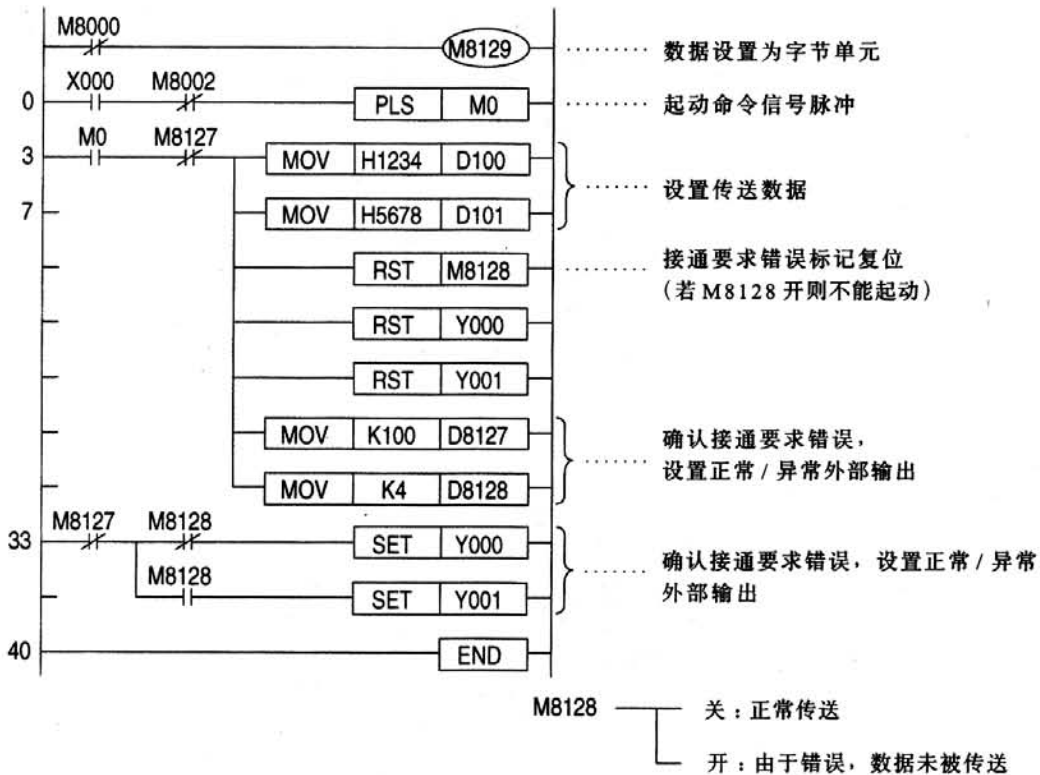 M8000
M8129 ········ 数据设置为字节单元
X000 M8002
0 PLS M0 ········ 起动命令信号脉冲
M0 M8127
3 MOV H1234 D100
······ 设置传送数据
7 MOV H5678 D101
RST M8128 ········ 接通要求错误标记复位
(若M8128开则不能起动)
RST Y000
RST Y001
MOV K100 D8127
确认接通要求错误,
······ 设置正常/异常外部输出
MOV K4 D8128
M8127 M8128
33 SET Y000
······ 确认接通要求错误,设置正常/异常
外部输出
M8128
SET Y001
40 END
M8128 关:正常传送
开:由于错误,数据未被传送